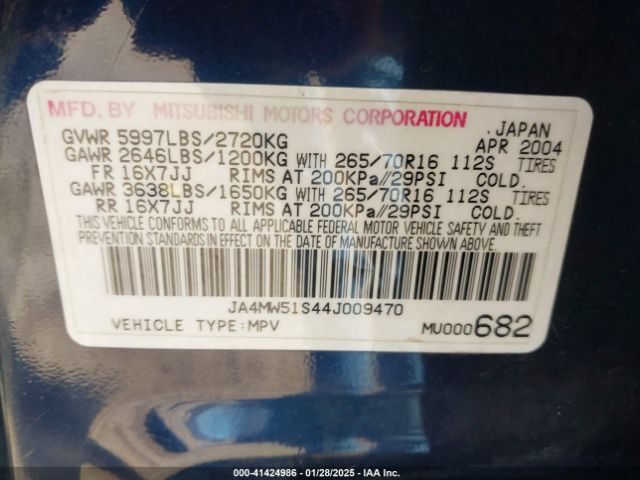 MFD. BY MITSUBISHI MOTORS CORPORATION
.JAPAN
GVWR 5997LBS/2720KG APR 2004
GAWR 2646LBS/1200KG WITH 265/70R16 112S TIRES
FR 16X7JJ RIMS AT 200KPa//29PSI COLD.
GAWR 3638LBS/1650KG WITH 265/70R16 112S TIRES
RR 16X7JJ RIMS AT 200KPa//29PSI COLD.
THIS VEHICLE CONFORMS TO ALL APPLICABLE FEDERAL MOTOR VEHICLE SAFETY AND THEFT
PREVENTION STANDARDS IN EFFECT ON THE DATE OF MANUFACTURE SHOWN ABOVE.
JA4MW51S44J009470
VEHICLE TYPE:MPV MU000682
000-41424986 - 01/28/2025 - IAA Inc.